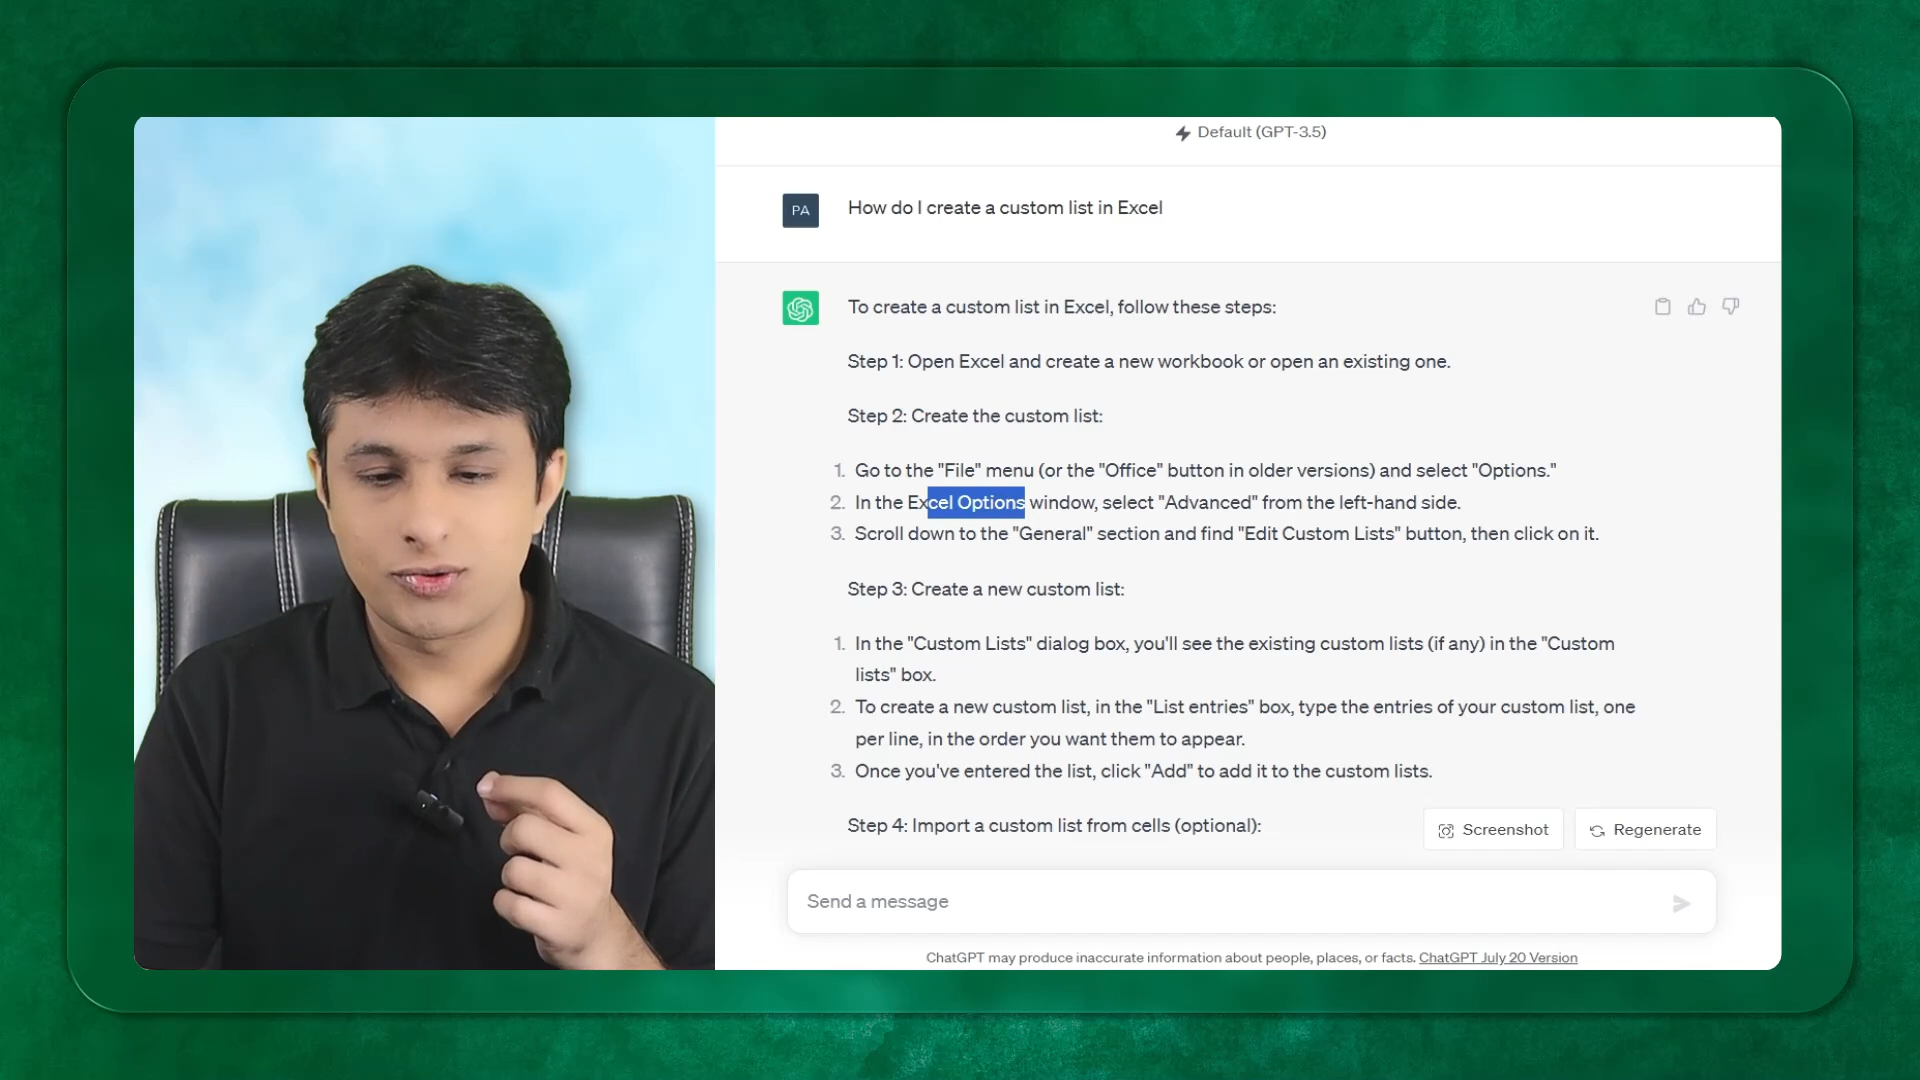 Default (GPT-3.5)
PA
How do I create a custom list in Excel
To create a custom list in Excel, follow these steps:
Step 1: Open Excel and create a new workbook or open an existing one.
Step 2: Create the custom list:
1. Go to the "File" menu (or the "Office" button in older versions) and select "Options."
2. In the Excel Options window, select "Advanced" from the left-hand side.
3. Scroll down to the "General" section and find "Edit Custom Lists" button, then click on it.
Step 3: Create a new custom list:
1. In the "Custom Lists" dialog box, you'll see the existing custom lists (if any) in the "Custom
lists" box.
2. To create a new custom list, in the "List entries" box, type the entries of your custom list, one
per line, in the order you want them to appear.
3. Once you've entered the list, click "Add" to add it to the custom lists.
Step 4: Import a custom list from cells (optional):
Screenshot
Regenerate
Send a message
ChatGPT may produce inaccurate information about people, places, or facts. ChatGPT July 20 Version